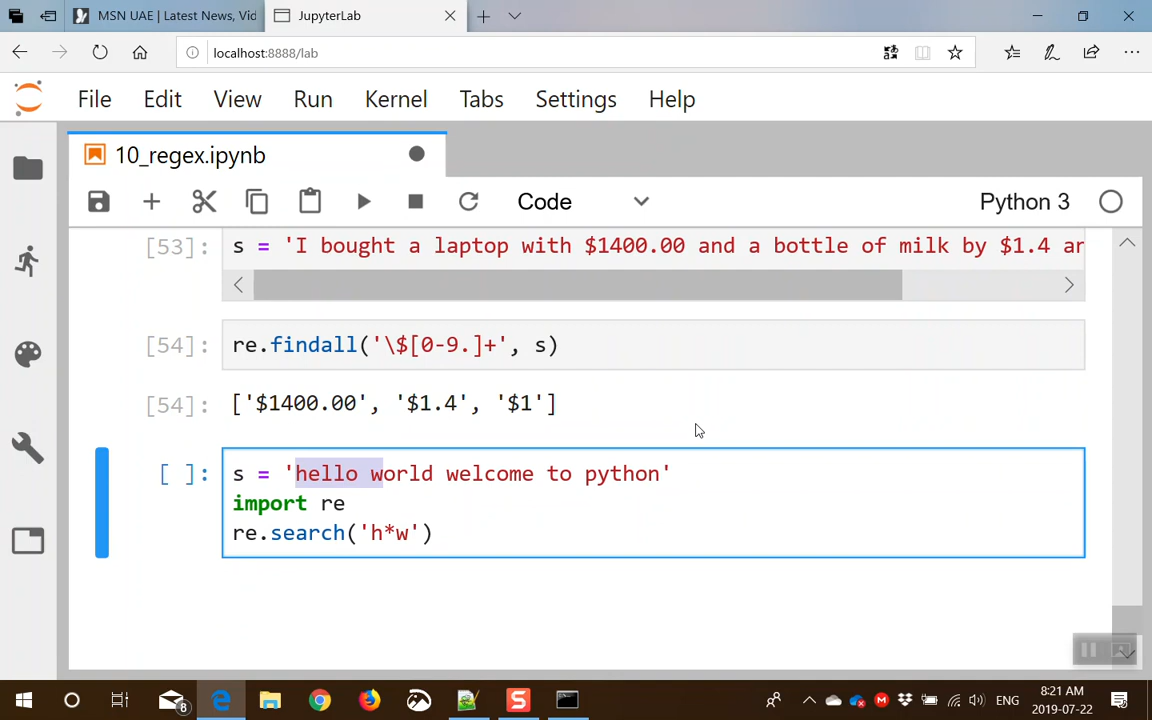 MSN UAE | Latest News, Vid
JupyterLab
localhost:8888/lab
File Edit View Run Kernel Tabs Settings Help
10_regex.ipynb
Code
Python 3
[53]: s = 'I bought a laptop with $1400.00 and a bottle of milk by $1.4 an
[54]: re.findall('\$[0-9.]+', s)
[54]: ['$1400.00', '$1.4', '$1']
[ ]: s = 'hello world welcome to python'
import re
re.search('h*w')
8
S
M
ENG
8:21 AM
2019-07-22